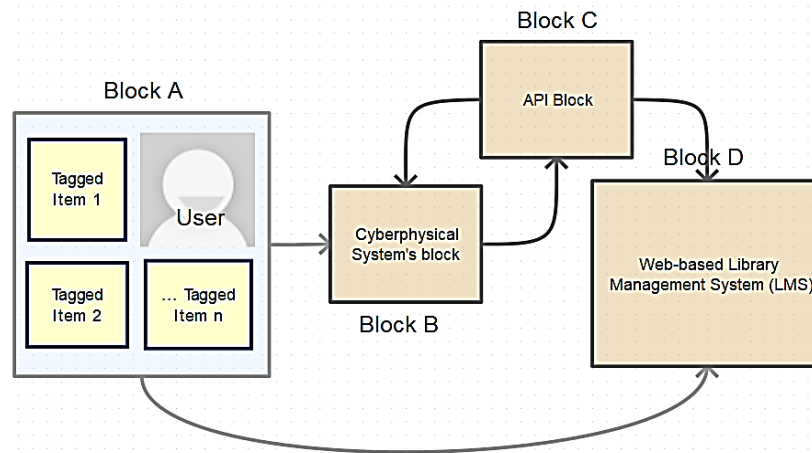 Block C
Block A
API Block
Tagged
Item 1
User
Block D
Cyberphysical
System's block
Web-based Library
Management System (LMS)
Tagged
Item 2
... Tagged
Item n
Block B